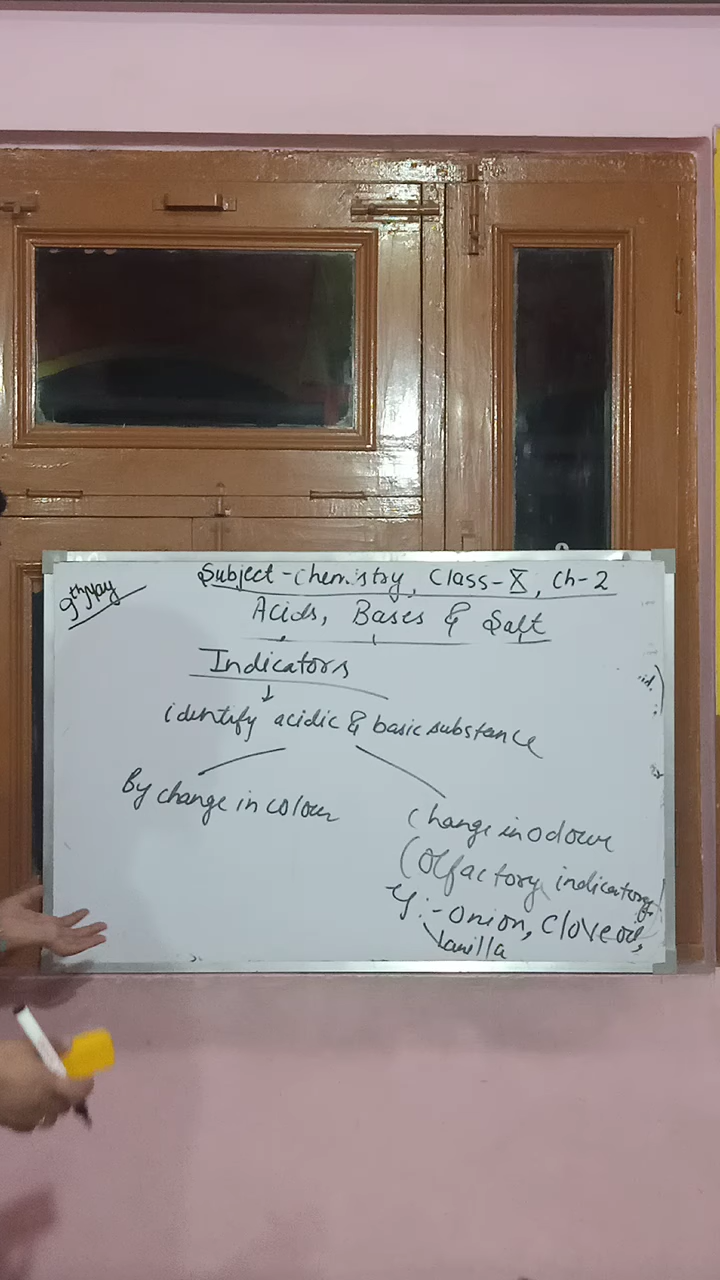 9th May
Subject-Chemistry, Class-X, Ch-2
Acids, Bases & Salt
Indicators
identify acidic & basic substance
By change in colour
Change in odour
(Olfactory indicators)
Eg:- Onion, Clove oil,
Vanilla